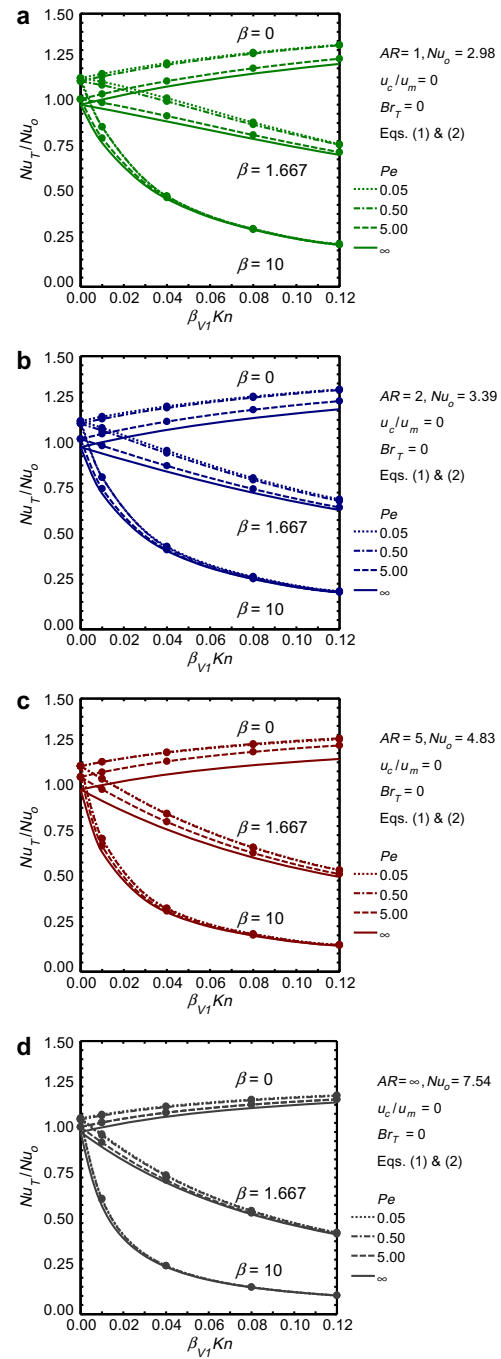 a
1.50
1.25
1.00
0.75
0.50
0.25
0.00
Nu_T/Nu_o
β = 0
β = 1.667
β = 10
0.00 0.02 0.04 0.06 0.08 0.10 0.12
β_V1Kn
AR = 1, Nu_o = 2.98
u_c/u_m = 0
Br_T = 0
Eqs. (1) & (2)
Pe
0.05
0.50
5.00
∞
b
1.50
1.25
1.00
0.75
0.50
0.25
0.00
Nu_T/Nu_o
β = 0
β = 1.667
β = 10
0.00 0.02 0.04 0.06 0.08 0.10 0.12
β_V1Kn
AR = 2, Nu_o = 3.39
u_c/u_m = 0
Br_T = 0
Eqs. (1) & (2)
Pe
0.05
0.50
5.00
∞
c
1.50
1.25
1.00
0.75
0.50
0.25
0.00
Nu_T/Nu_o
β = 0
β = 1.667
β = 10
0.00 0.02 0.04 0.06 0.08 0.10 0.12
β_V1Kn
AR = 5, Nu_o = 4.83
u_c/u_m = 0
Br_T = 0
Eqs. (1) & (2)
Pe
0.05
0.50
5.00
∞
d
1.50
1.25
1.00
0.75
0.50
0.25
0.00
Nu_T/Nu_o
β = 0
β = 1.667
β = 10
0.00 0.02 0.04 0.06 0.08 0.10 0.12
β_V1Kn
AR = ∞, Nu_o = 7.54
u_c/u_m = 0
Br_T = 0
Eqs. (1) & (2)
Pe
0.05
0.50
5.00
∞